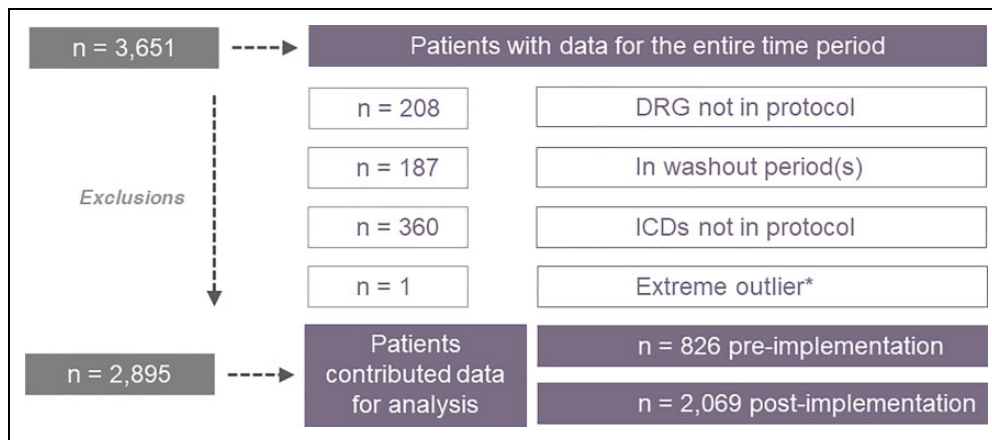 n = 3,651
Patients with data for the entire time period
n = 208
DRG not in protocol
n = 187
In washout period(s)
Exclusions
n = 360
ICDs not in protocol
n = 1
Extreme outlier*
n = 2,895
Patients
contributed data
for analysis
n = 826 pre-implementation
n = 2,069 post-implementation